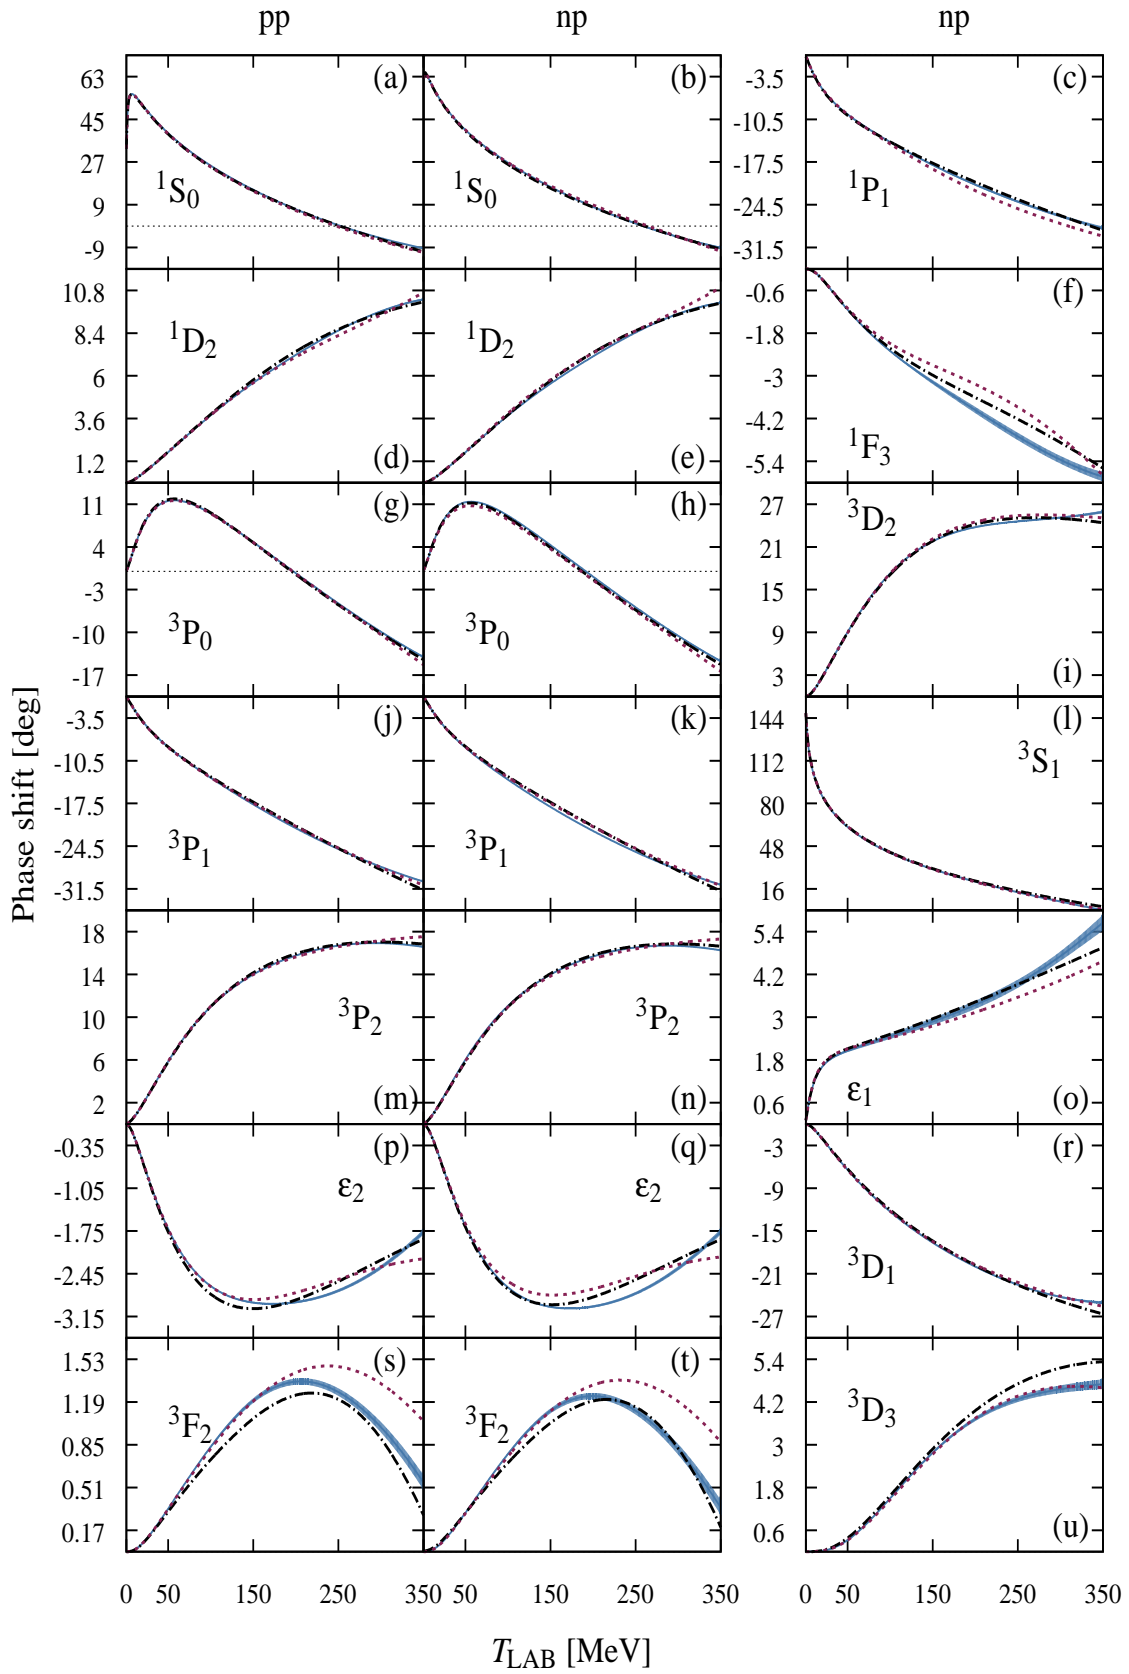 pp np np
63 45 27 9 -9 (a) ¹S₀
(b) ¹S₀
-3.5 -10.5 -17.5 -24.5 -31.5 (c) ¹P₁
10.8 8.4 6 3.6 1.2 ¹D₂ (d)
¹D₂ (e)
-0.6 -1.8 -3 -4.2 -5.4 (f) ¹F₃
11 4 -3 -10 -17 (g) ³P₀
(h) ³P₀
27 21 15 9 3 ³D₂ (i)
-3.5 -10.5 -17.5 -24.5 -31.5 (j) ³P₁
(k) ³P₁
144 112 80 48 16 (l) ³S₁
18 14 10 6 2 ³P₂ (m)
³P₂ (n)
5.4 4.2 3 1.8 0.6 ε₁ (o)
-0.35 -1.05 -1.75 -2.45 -3.15 (p) ε₂
(q) ε₂
-3 -9 -15 -21 -27 (r) ³D₁
1.53 1.19 0.85 0.51 0.17 (s) ³F₂
(t) ³F₂
5.4 4.2 3 1.8 0.6 ³D₃ (u)
0 50 150 250 350 50 150 250 350 0 50 150 250 350
T_LAB [MeV]
Phase shift [deg]